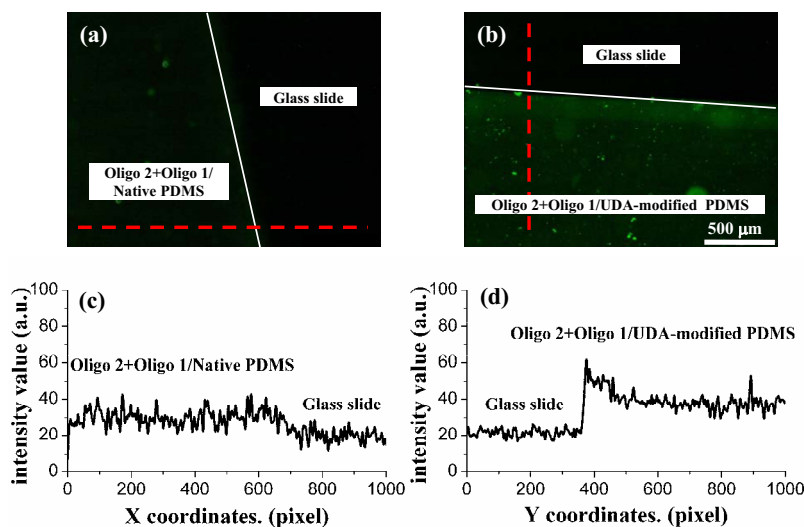 (a)
Glass slide
Oligo 2+Oligo 1/
Native PDMS
(b)
Glass slide
Oligo 2+Oligo 1/UDA-modified PDMS
500 μm
(c)
100
80
60
40
20
0
intensity value (a.u.)
Oligo 2+Oligo 1/Native PDMS
Glass slide
0 200 400 600 800 1000
X coordinates. (pixel)
(d)
100
80
60
40
20
0
intensity value (a.u.)
Oligo 2+Oligo 1/UDA-modified PDMS
Glass slide
0 200 400 600 800 1000
Y coordinates. (pixel)